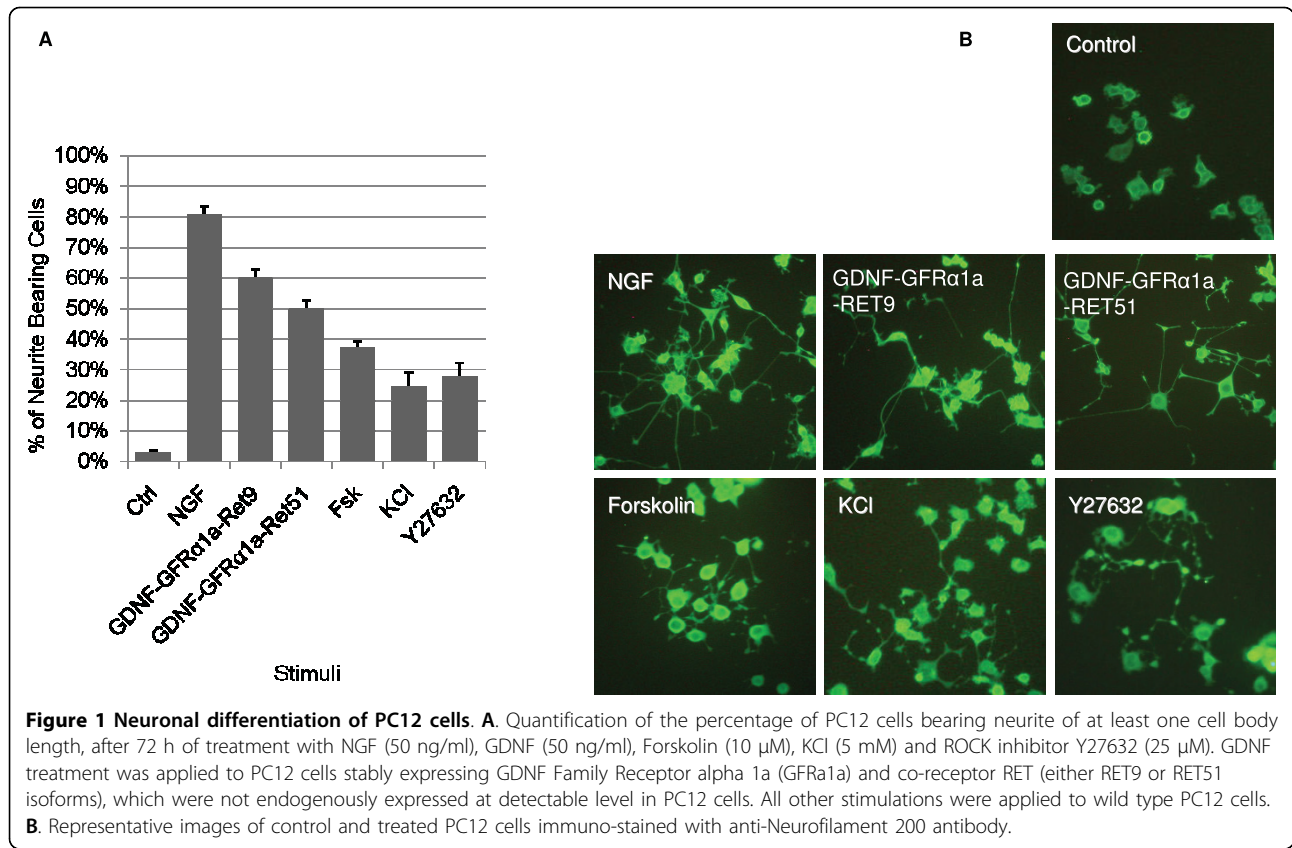 A
B
100%
90%
80%
70%
60%
50%
40%
30%
20%
10%
0%
% of Neurite Bearing Cells
Ctrl
NGF
GDNF-GFRα1a-Ret9
GDNF-GFRα1a-Ret51
Fsk
KCl
Y27632
Stimuli
Control
NGF
GDNF-GFRα1a
-RET9
GDNF-GFRα1a
-RET51
Forskolin
KCl
Y27632
Figure 1 Neuronal differentiation of PC12 cells. A. Quantification of the percentage of PC12 cells bearing neurite of at least one cell body
length, after 72 h of treatment with NGF (50 ng/ml), GDNF (50 ng/ml), Forskolin (10 μM), KCl (5 mM) and ROCK inhibitor Y27632 (25 μM). GDNF
treatment was applied to PC12 cells stably expressing GDNF Family Receptor alpha 1a (GFRa1a) and co-receptor RET (either RET9 or RET51
isoforms), which were not endogenously expressed at detectable level in PC12 cells. All other stimulations were applied to wild type PC12 cells.
B. Representative images of control and treated PC12 cells immuno-stained with anti-Neurofilament 200 antibody.